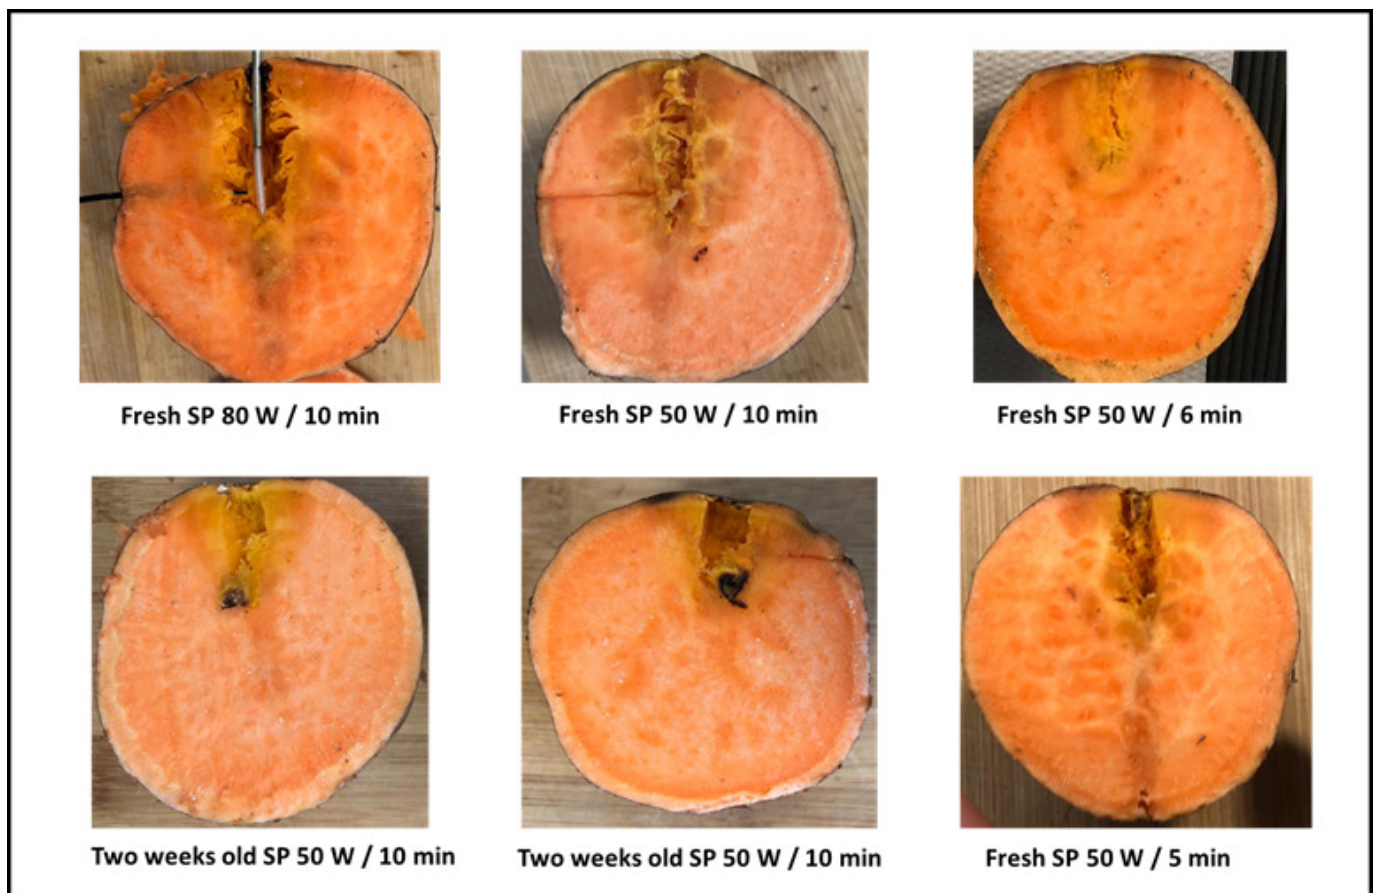 Fresh SP 80 W / 10 min
Fresh SP 50 W / 10 min
Fresh SP 50 W / 6 min
Two weeks old SP 50 W / 10 min
Two weeks old SP 50 W / 10 min
Fresh SP 50 W / 5 min